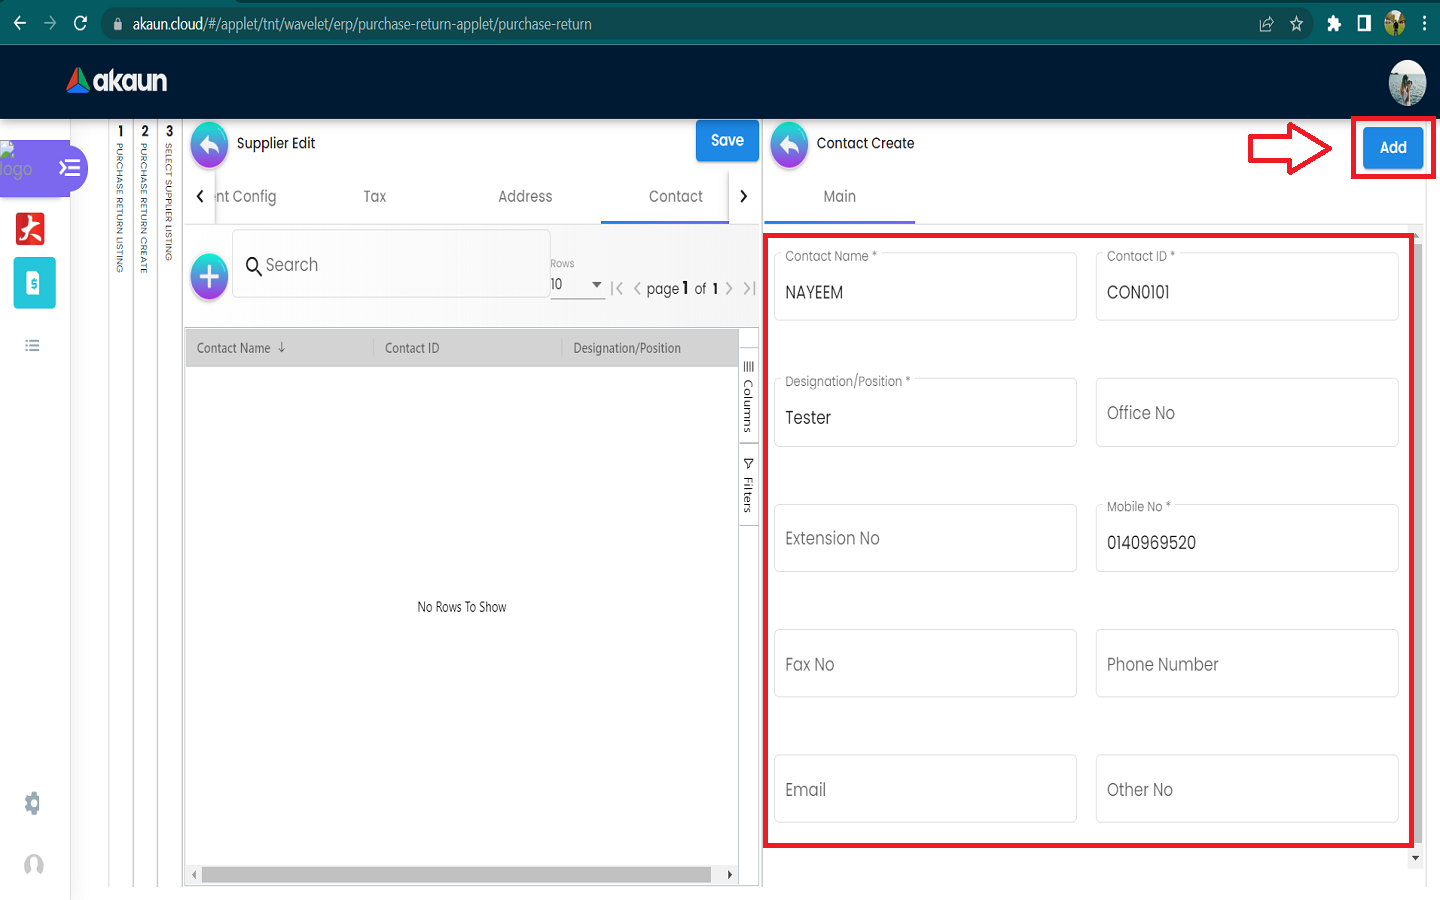 akaun.cloud/#/applet/tnt/wavelet/erp/purchase-return-applet/purchase-return
akaun
logo
1 PURCHASE RETURN LISTING
2 PURCHASE RETURN CREATE
3 SELECT SUPPLIER LISTING
Supplier Edit
Save
nt Config
Tax
Address
Contact
Search
Rows
10
page 1 of 1
Contact Name
Contact ID
Designation/Position
Columns
Filters
No Rows To Show
Contact Create
Add
Main
Contact Name *
NAYEEM
Contact ID *
CON0101
Designation/Position *
Tester
Office No
Extension No
Mobile No *
0140969520
Fax No
Phone Number
Email
Other No